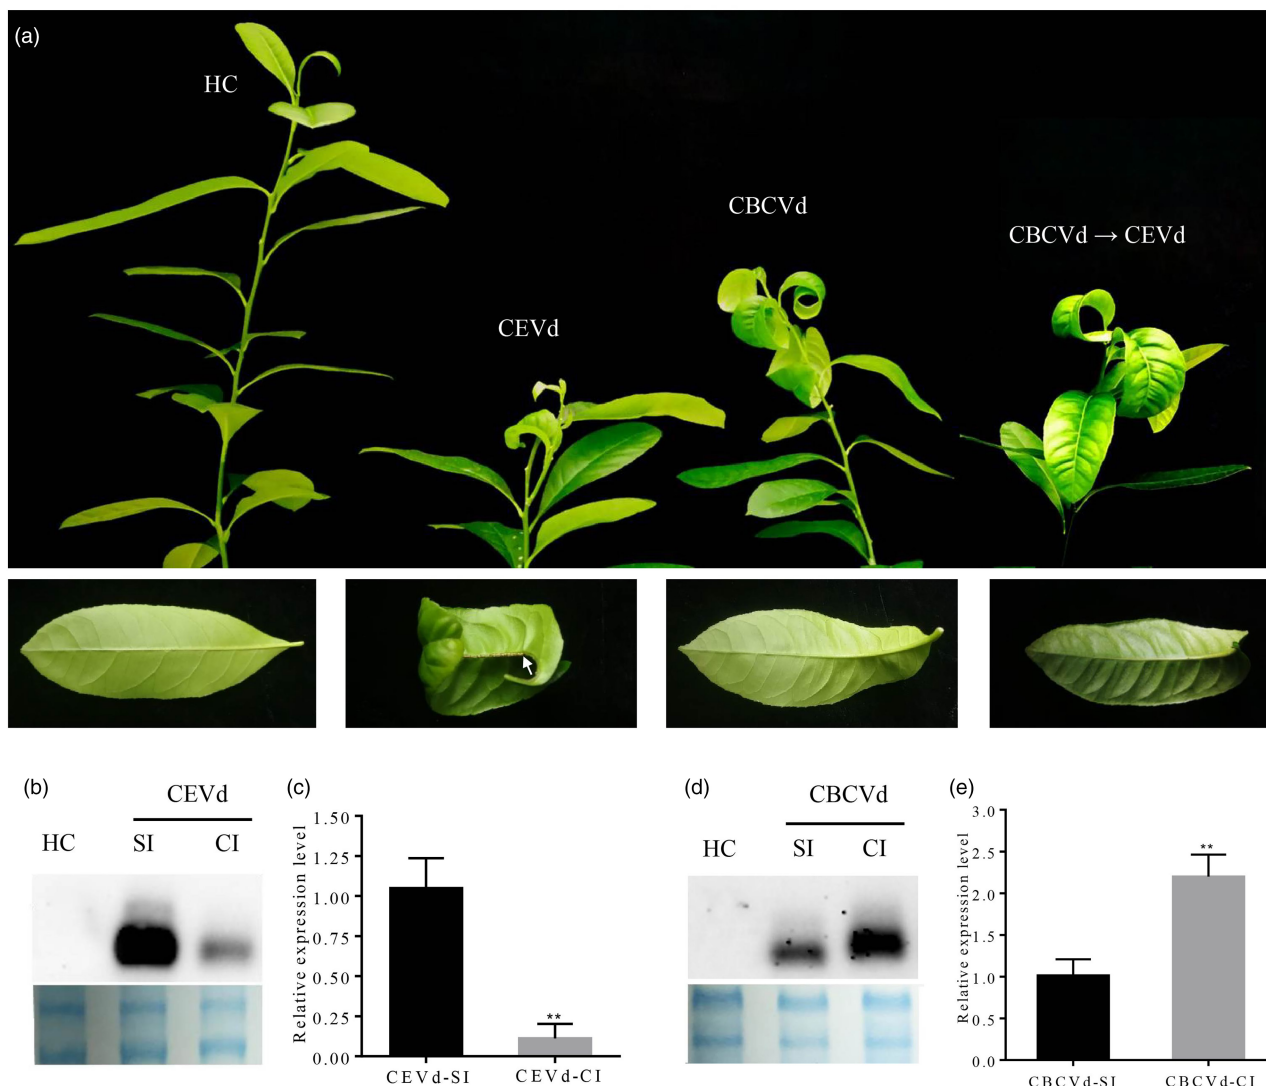 (a)
HC
CEVd
CBCVd
CBCVd → CEVd
(b)
CEVd
HC
SI
CI
(c)
Relative expression level
1.50
1.25
1.00
0.75
0.50
0.25
0.00
**
CEVd-SI
CEVd-CI
(d)
CBCVd
HC
SI
CI
(e)
Relative expression level
3.0
2.5
2.0
1.5
1.0
0.5
0.0
**
CBCVd-SI
CBCVd-CI